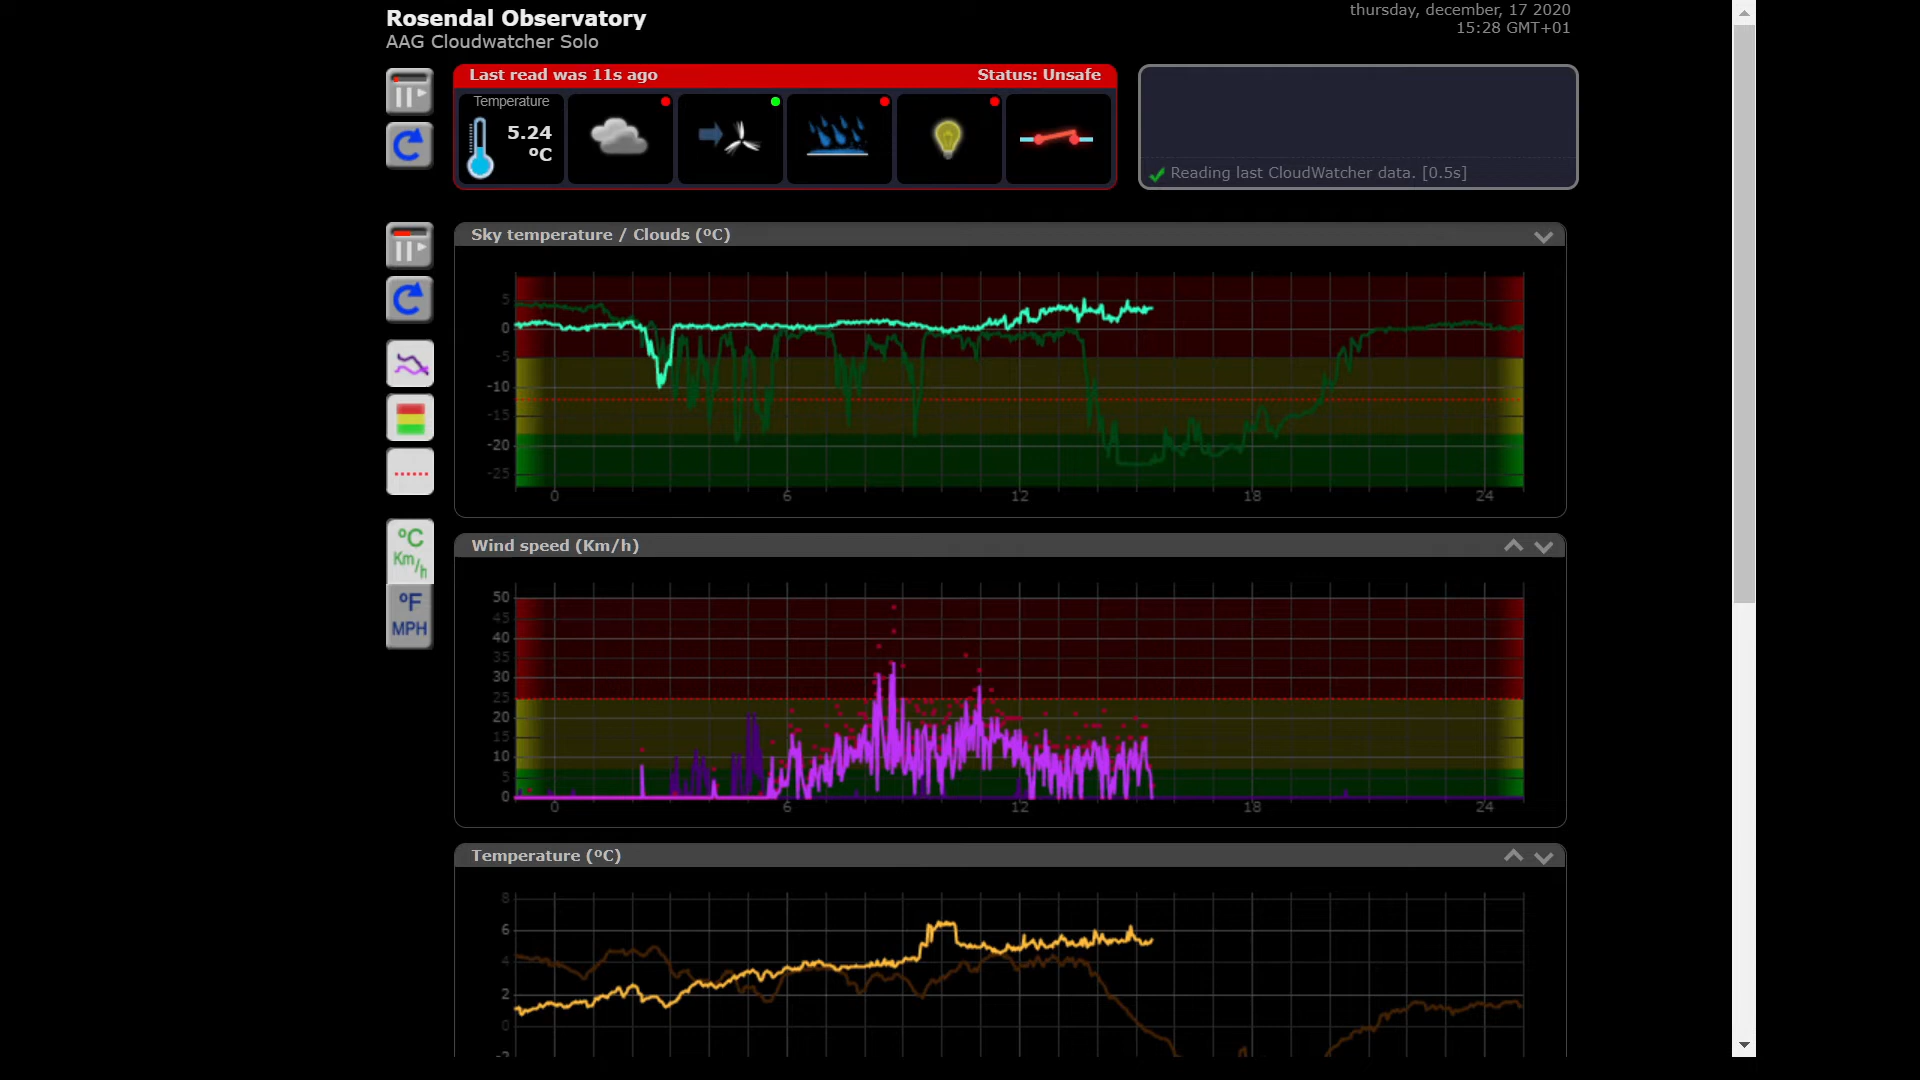 Rosendal Observatory
AAG Cloudwatcher Solo
thursday, december, 17 2020
15:28 GMT+01
Last read was 11s ago
Status: Unsafe
Temperature
5.24
ºC
Reading last CloudWatcher data. [0.5s]
Sky temperature / Clouds (ºC)
5
0
-5
-10
-15
-20
-25
0 6 12 18 24
ºC
Km/h
ºF
MPH
Wind speed (Km/h)
50
45
40
35
30
25
20
15
10
5
0
0 6 12 18 24
Temperature (ºC)
8
6
4
2
0
-2